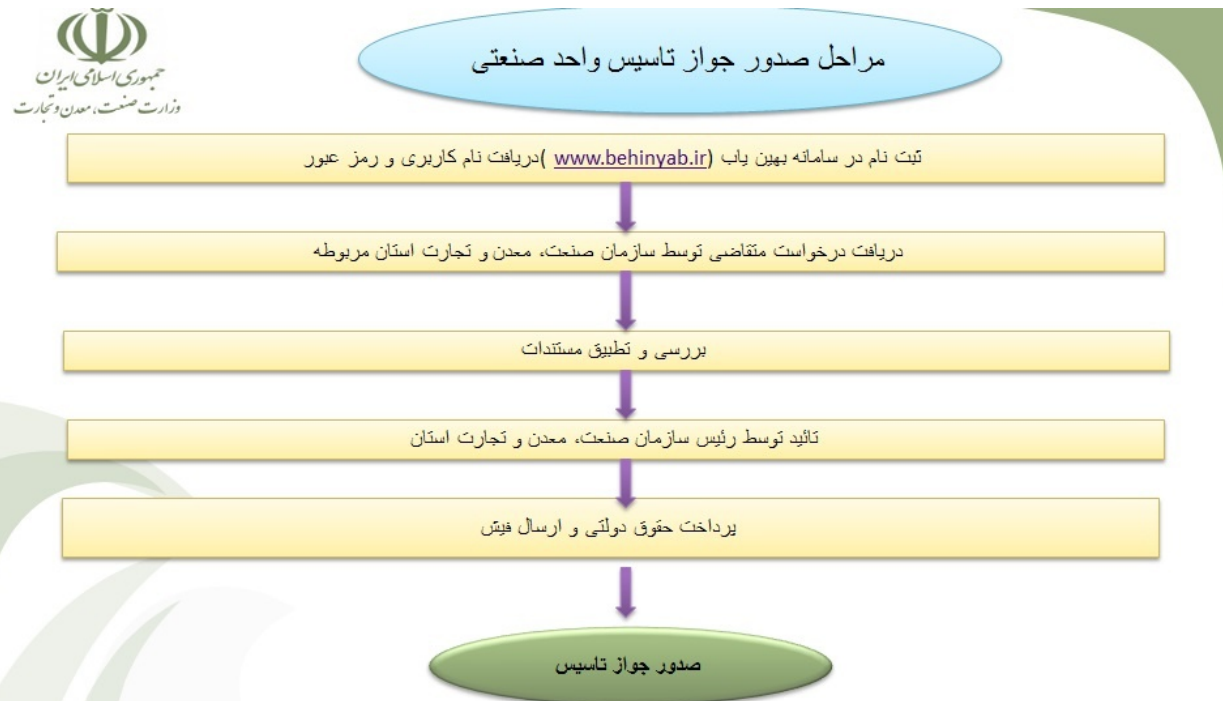 جمهوری اسلامی ایران
وزارت صنعت، معدن و تجارت
مراحل صدور جواز تاسیس واحد صنعتی
ثبت نام در سامانه بهین یاب (www.behinyab.ir )دریافت نام کاربری و رمز عبور
دریافت درخواست متقاضی توسط سازمان صنعت، معدن و تجارت استان مربوطه
بررسی و تطبیق مستندات
تائید توسط رئیس سازمان صنعت، معدن و تجارت استان
پرداخت حقوق دولتی و ارسال فیش
صدور جواز تاسیس